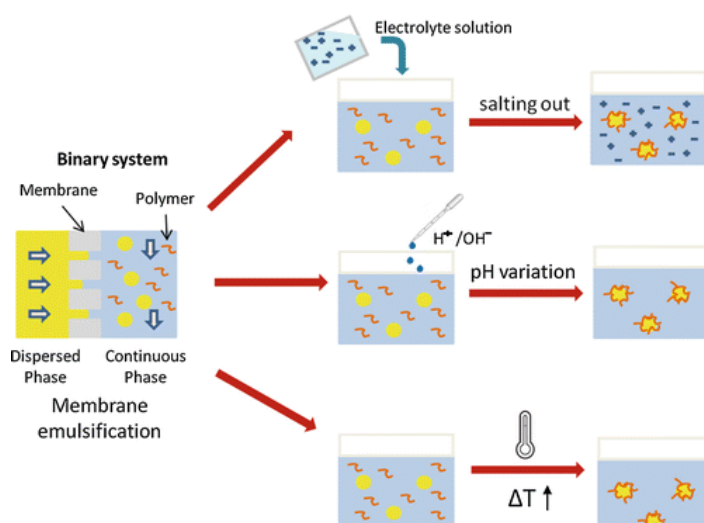 Electrolyte solution
salting out
Binary system
Membrane
Polymer
H⁺/OH⁻
pH variation
Dispersed
Phase
Continuous
Phase
Membrane
emulsification
ΔT ↑